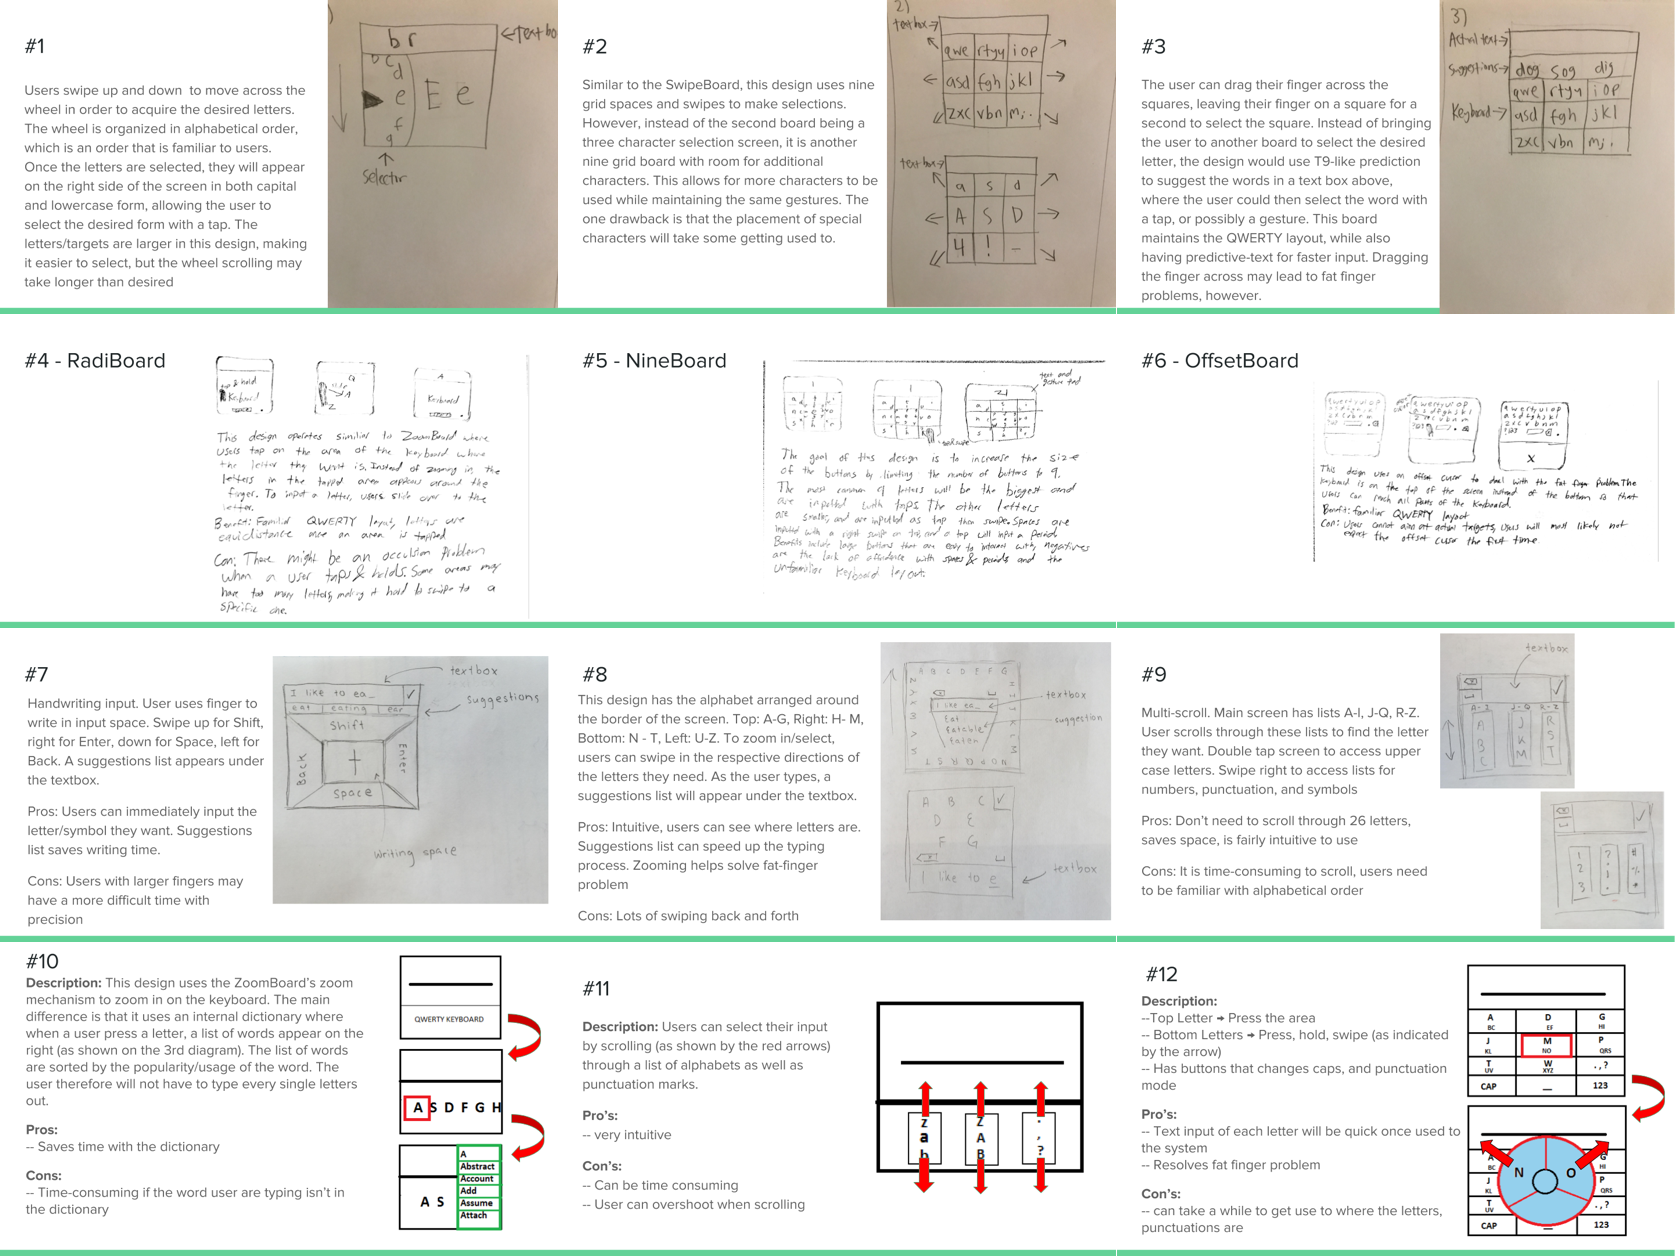 #1
Users swipe up and down to move across the
wheel in order to acquire the desired letters.
The wheel is organized in alphabetical order,
which is an order that is familiar to users.
Once the letters are selected, they will appear
on the right side of the screen in both capital
and lowercase form, allowing the user to
select the desired form with a tap. The
letters/targets are larger in this design, making
it easier to select, but the wheel scrolling may
take longer than desired
br
d
e
f
g
E e
selector
#2
Similar to the SwipeBoard, this design uses nine
grid spaces and swipes to make selections.
However, instead of the second board being a
three character selection screen, it is another
nine grid board with room for additional
characters. This allows for more characters to be
used while maintaining the same gestures. The
one drawback is that the placement of special
characters will take some getting used to.
2)
textbox
qwe rtyu iop
asd fgh jkl
zxc vbn m,.
textbox
a s d
A S D
4 ! -
#3
The user can drag their finger across the
squares, leaving their finger on a square for a
second to select the square. Instead of bringing
the user to another board to select the desired
letter, the design would use T9-like prediction
to suggest the words in a text box above,
where the user could then select the word with
a tap, or possibly a gesture. This board
maintains the QWERTY layout, while also
having predictive-text for faster input. Dragging
the finger across may lead to fat finger
problems, however.
3)
Actual text
Suggestions
dog sog dig
qwe rtyu iop
Keyboard
asd fgh jkl
zxc vbn m,.
#4 - RadiBoard
tap & hold
Keyboard
A
Keyboard
This design operates similar to ZoomBoard where
users tap on the area of the keyboard where
the letter they want is. Instead of zooming in, the
letters in the tapped area appear around the
finger. To input a letter, users slide over to the
letter.
Benefit: Familiar QWERTY layout, letters are
equidistance once an area is tapped
Con: There might be an occulsion problem
when a user taps & holds. Some areas may
have too many letters, making it hard to swipe to a
specific one.
#5 - NineBoard
text and
gesture pad
The goal of this design is to increase the size
of the buttons by limiting the number of buttons to 9.
The most common 9 letters will be the biggest and
are inputted with taps. The other letters
are smaller, and are inputted as tap then swipe. Spaces are
inputted with a right swipe on top, and a tap will input a period
Benefits include large buttons that are easy to interact with, negatives
are the lack of affordance with spaces & periods and the
unfamiliar keyboard layout.
#6 - OffsetBoard
X
This design uses an offset cursor to deal with the fat finger problem. The
keyboard is on the top of the screen instead of the bottom so that
users can reach all parts of the keyboard.
Benefit: familiar QWERTY layout
Con: Users cannot aim at actual targets, users will most likely not
expect the offset cursor the first time.
#7
Handwriting input. User uses finger to
write in input space. Swipe up for Shift,
right for Enter, down for Space, left for
Back. A suggestions list appears under
the textbox.
Pros: Users can immediately input the
letter/symbol they want. Suggestions
list saves writing time.
Cons: Users with larger fingers may
have a more difficult time with
precision
textbox
I like to ea_
suggestions
eat eating ear
Shift
Back
Enter
Space
Writing space
#8
This design has the alphabet arranged around
the border of the screen. Top: A-G, Right: H- M,
Bottom: N - T, Left: U-Z. To zoom in/select,
users can swipe in the respective directions of
the letters they need. As the user types, a
suggestions list will appear under the textbox.
Pros: Intuitive, users can see where letters are.
Suggestions list can speed up the typing
process. Zooming helps solve fat-finger
problem
Cons: Lots of swiping back and forth
A B C D E F G
textbox
I like ea_
Eat
suggestion
Eatable
Eaten
A B C
D E
F G
I like to e
textbox
#9
Multi-scroll. Main screen has lists A-I, J-Q, R-Z.
User scrolls through these lists to find the letter
they want. Double tap screen to access upper
case letters. Swipe right to access lists for
numbers, punctuation, and symbols
Pros: Don't need to scroll through 26 letters,
saves space, is fairly intuitive to use
Cons: It is time-consuming to scroll, users need
to be familiar with alphabetical order
textbox
A-I J-Q R-Z
A J R
B K S
C M T
1
2
3
#10
Description: This design uses the ZoomBoard's zoom
mechanism to zoom in on the keyboard. The main
difference is that it uses an internal dictionary where
when a user press a letter, a list of words appear on the
right (as shown on the 3rd diagram). The list of words
are sorted by the popularity/usage of the word. The
user therefore will not have to type every single letters
out.
Pros:
-- Saves time with the dictionary
Cons:
-- Time-consuming if the word user are typing isn't in
the dictionary
QWERTY KEYBOARD
A S D F G H
A S
A
Abstract
Account
Add
Assume
Attach
#11
Description: Users can select their input
by scrolling (as shown by the red arrows)
through a list of alphabets as well as
punctuation marks.
Pro's:
-- very intuitive
Con's:
-- Can be time consuming
-- User can overshoot when scrolling
z Z .
a A ,
b B ?
#12
Description:
--Top Letter → Press the area
-- Bottom Letters → Press, hold, swipe (as indicated
by the arrow)
-- Has buttons that changes caps, and punctuation
mode
Pro's:
-- Text input of each letter will be quick once used to
the system
-- Resolves fat finger problem
Con's:
-- can take a while to get use to where the letters,
punctuations are
A D G
BC EF HI
J M P
KL NO QRS
T W . , ?
UV XYZ
CAP _ 123
A G
BC N O HI
J P
KL QRS
T . , ?
UV
CAP _ 123